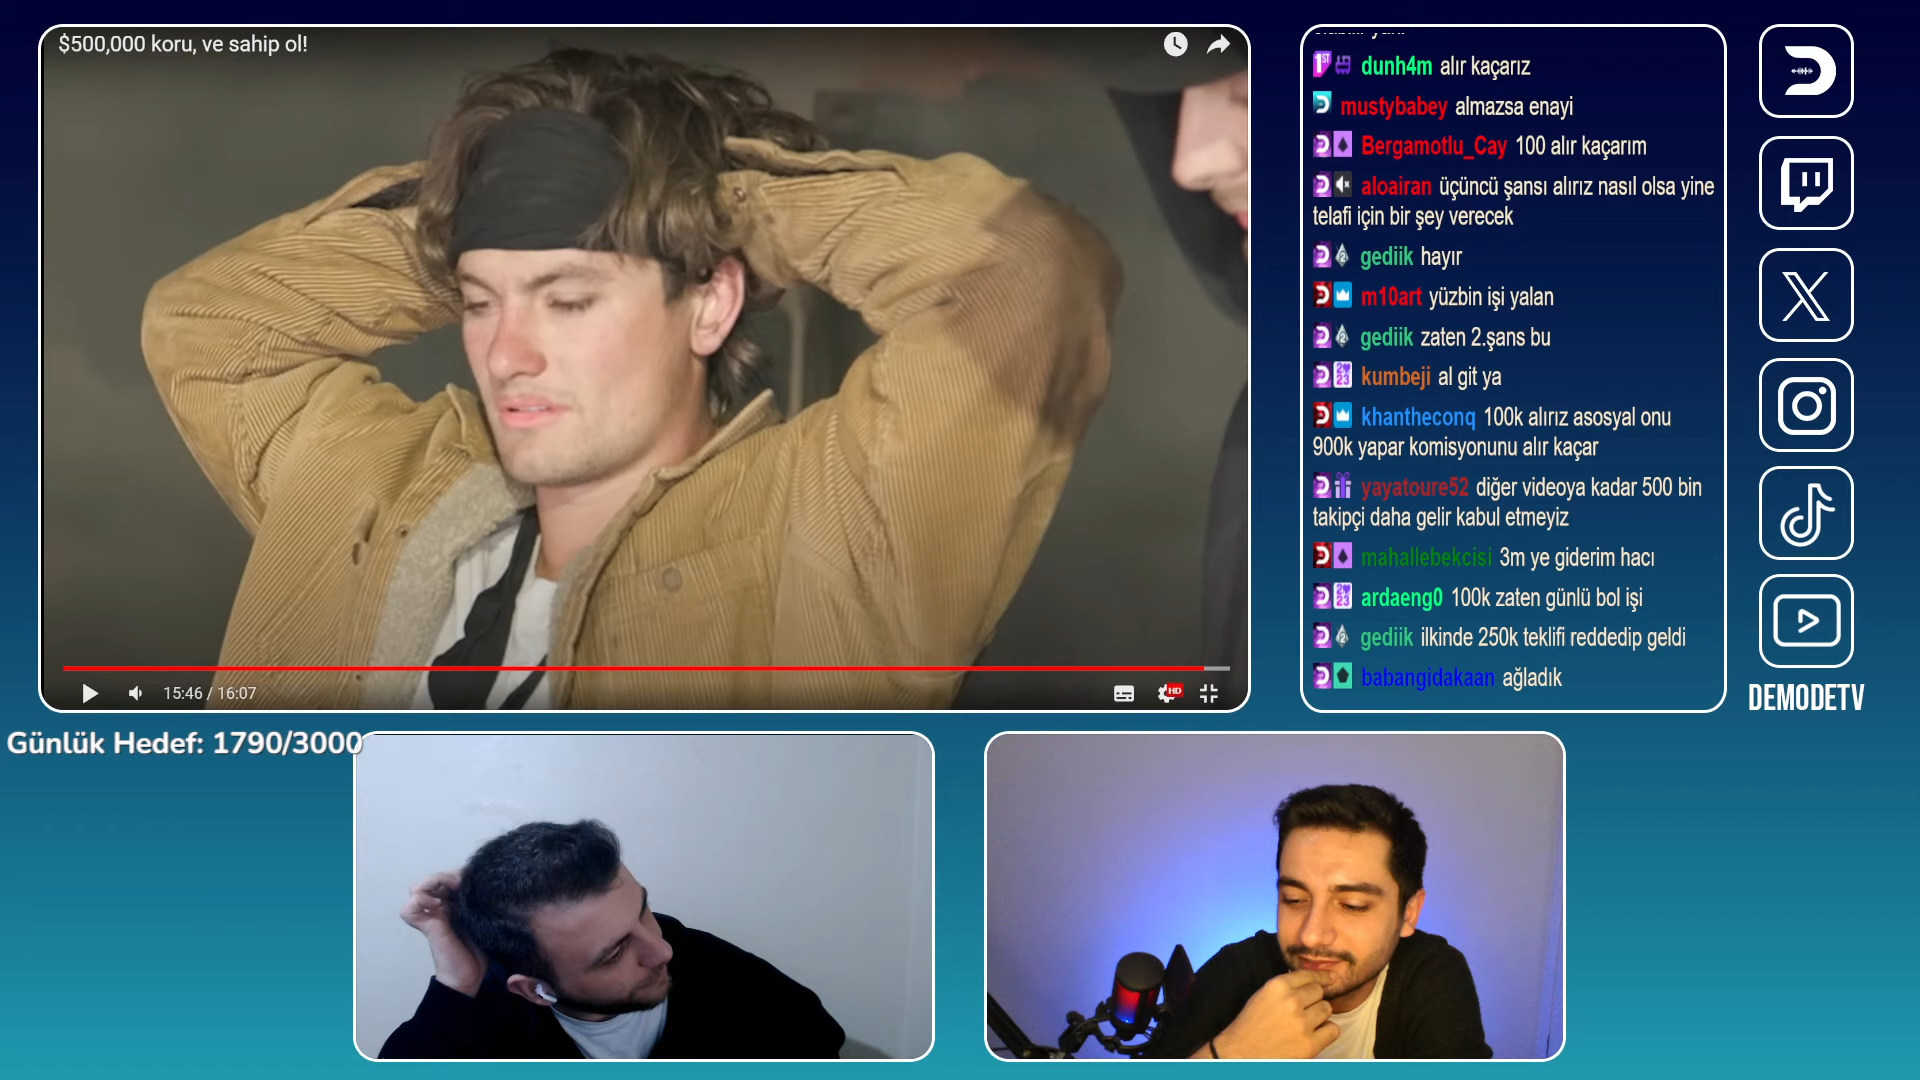 $500,000 koru, ve sahip ol!
15:46 / 16:07
HD
dunh4m alır kaçarız
mustybabey almazsa enayi
Bergamotlu_Cay 100 alır kaçarım
aloairan üçüncü şansı alırız nasıl olsa yine
telafi için bir şey verecek
gediik hayır
m10art yüzbin işi yalan
gediik zaten 2.şans bu
kumbeji al git ya
khantheconq 100k alırız asosyal onu
900k yapar komisyonunu alır kaçar
yayatoure52 diğer videoya kadar 500 bin
takipçi daha gelir kabul etmeyiz
mahallebekcisi 3m ye giderim hacı
ardaeng0 100k zaten günlü bol işi
gediik ilkinde 250k teklifi reddedip geldi
babangidakaan ağladık
DEMODETV
Günlük Hedef: 1790/3000